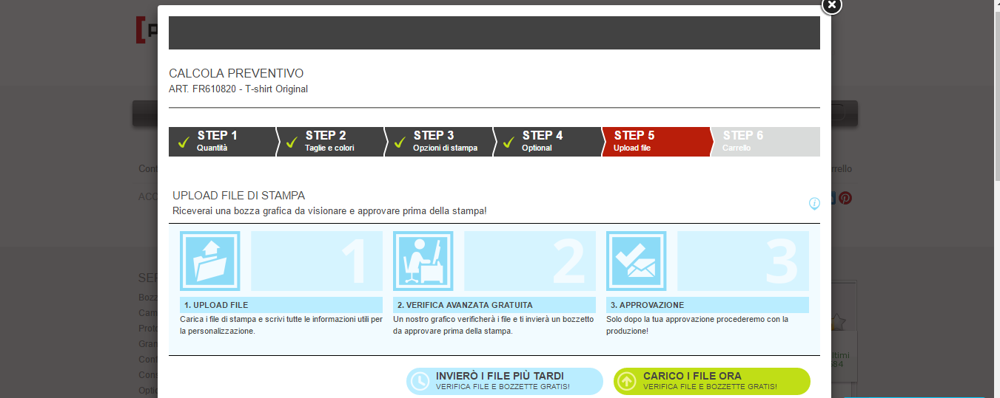 [P
CALCOLA PREVENTIVO
ART. FR610820 - T-shirt Original
STEP 1
Quantità
STEP 2
Taglie e colori
STEP 3
Opzioni di stampa
STEP 4
Optional
STEP 5
Upload file
STEP 6
Carrello
Cont
rrello
ACC
UPLOAD FILE DI STAMPA
Riceverai una bozza grafica da visionare e approvare prima della stampa!
1
2
3
1. UPLOAD FILE
Carica i file di stampa e scrivi tutte le informazioni utili per
la personalizzazione.
2. VERIFICA AVANZATA GRATUITA
Un nostro grafico verificherà i file e ti invierà un bozzetto
da approvare prima della stampa.
3. APPROVAZIONE
Solo dopo la tua approvazione procederemo con la
produzione!
SER
Bozz
Cam
Proto
Gran
Cont
Cons
Optio
itimi
584
INVIERÒ I FILE PIÙ TARDI
VERIFICA FILE E BOZZETTE GRATIS!
CARICO I FILE ORA
VERIFICA FILE E BOZZETTE GRATIS!